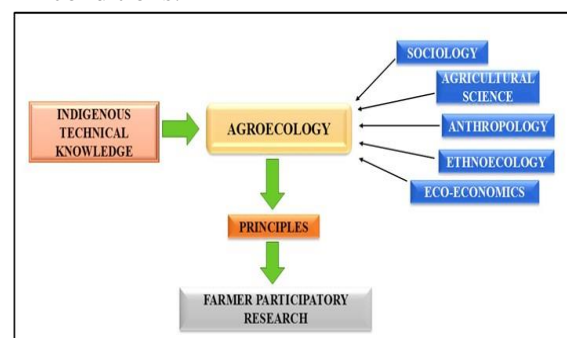 SOCIOLOGY
AGRICULTURAL
SCIENCE
INDIGENOUS
TECHNICAL
KNOWLEDGE
AGROECOLOGY
ANTHROPOLOGY
ETHNOECOLOGY
ECO-ECONOMICS
PRINCIPLES
FARMER PARTICIPATORY
RESEARCH